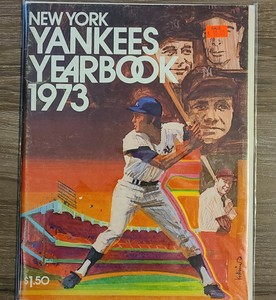 NEW YORK
YANKEES
YEARBOOK
1973
$1.50